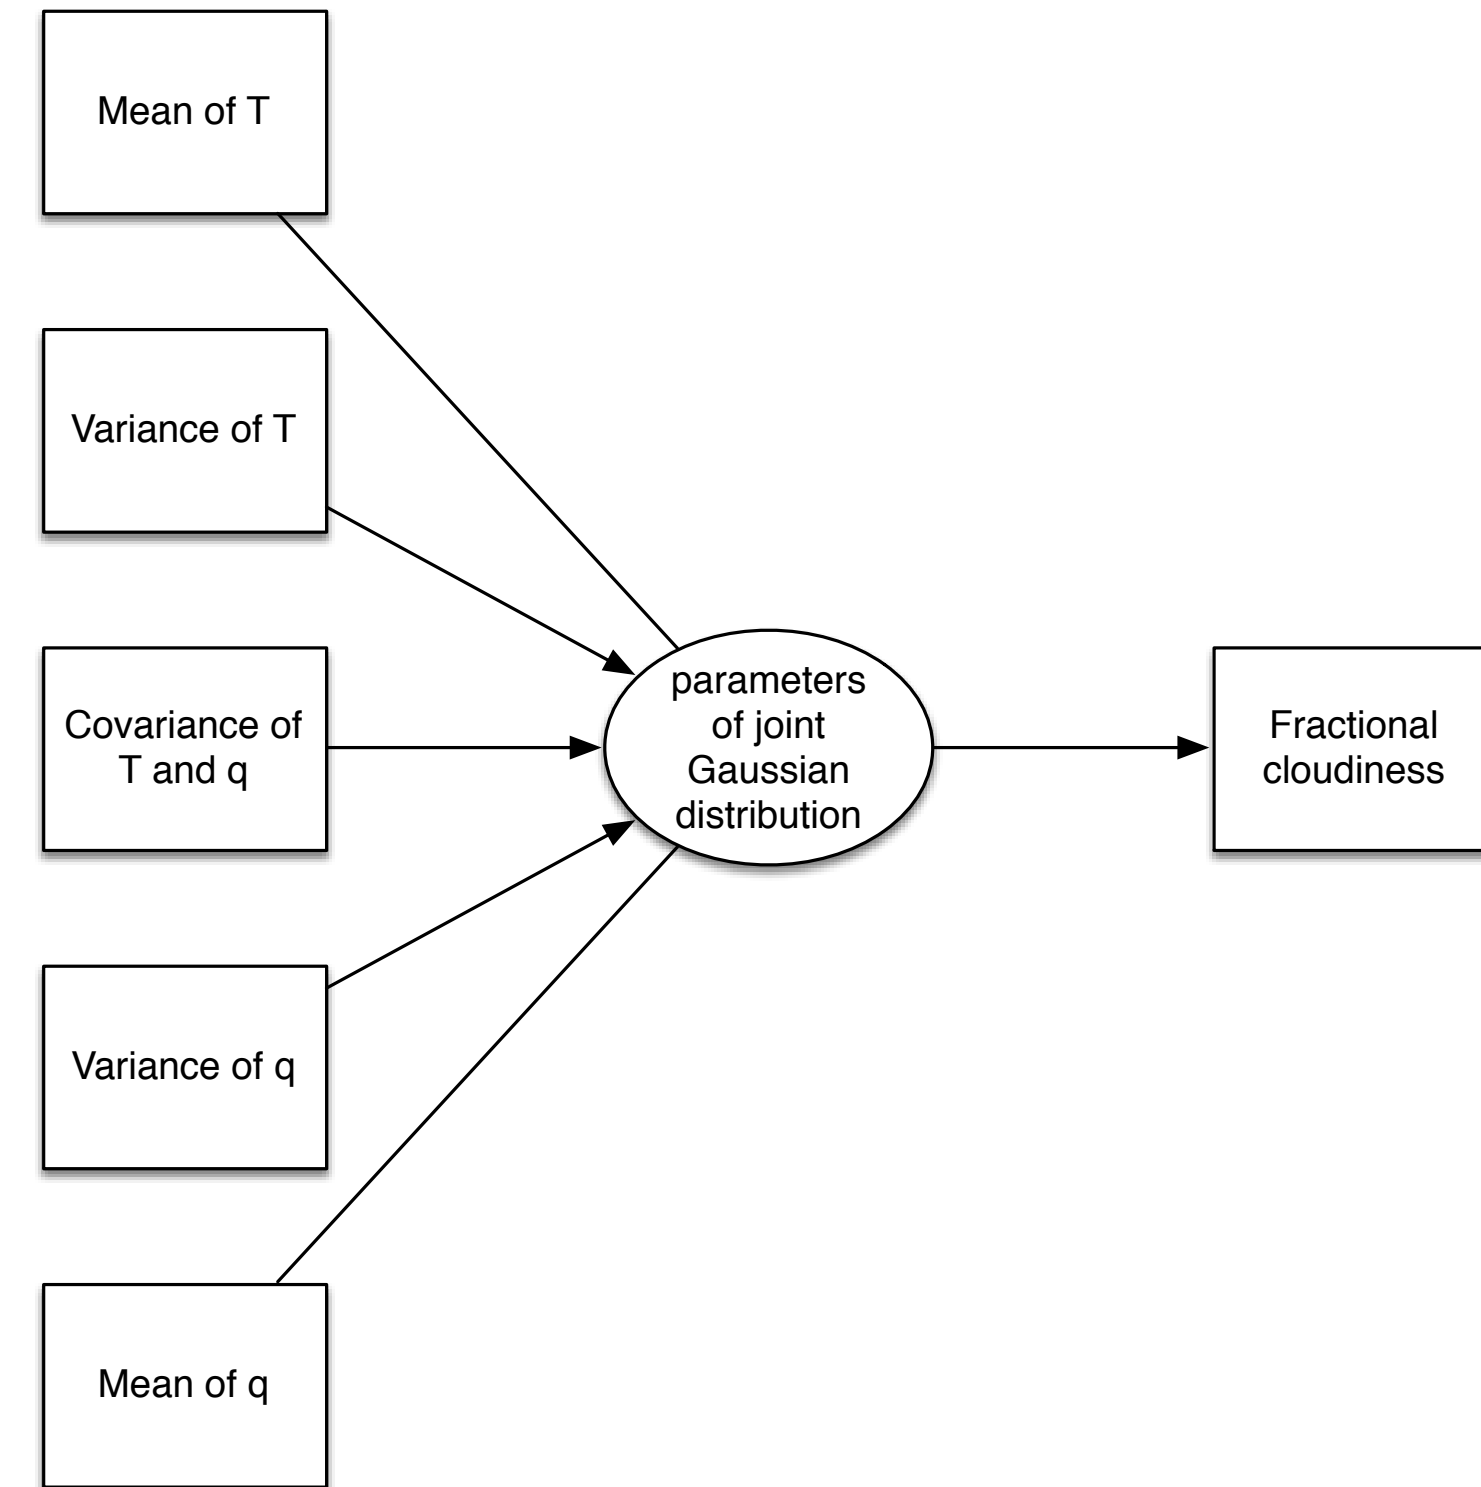 Mean of T
Variance of T
Covariance of
T and q
Variance of q
Mean of q
parameters
of joint
Gaussian
distribution
Fractional
cloudiness